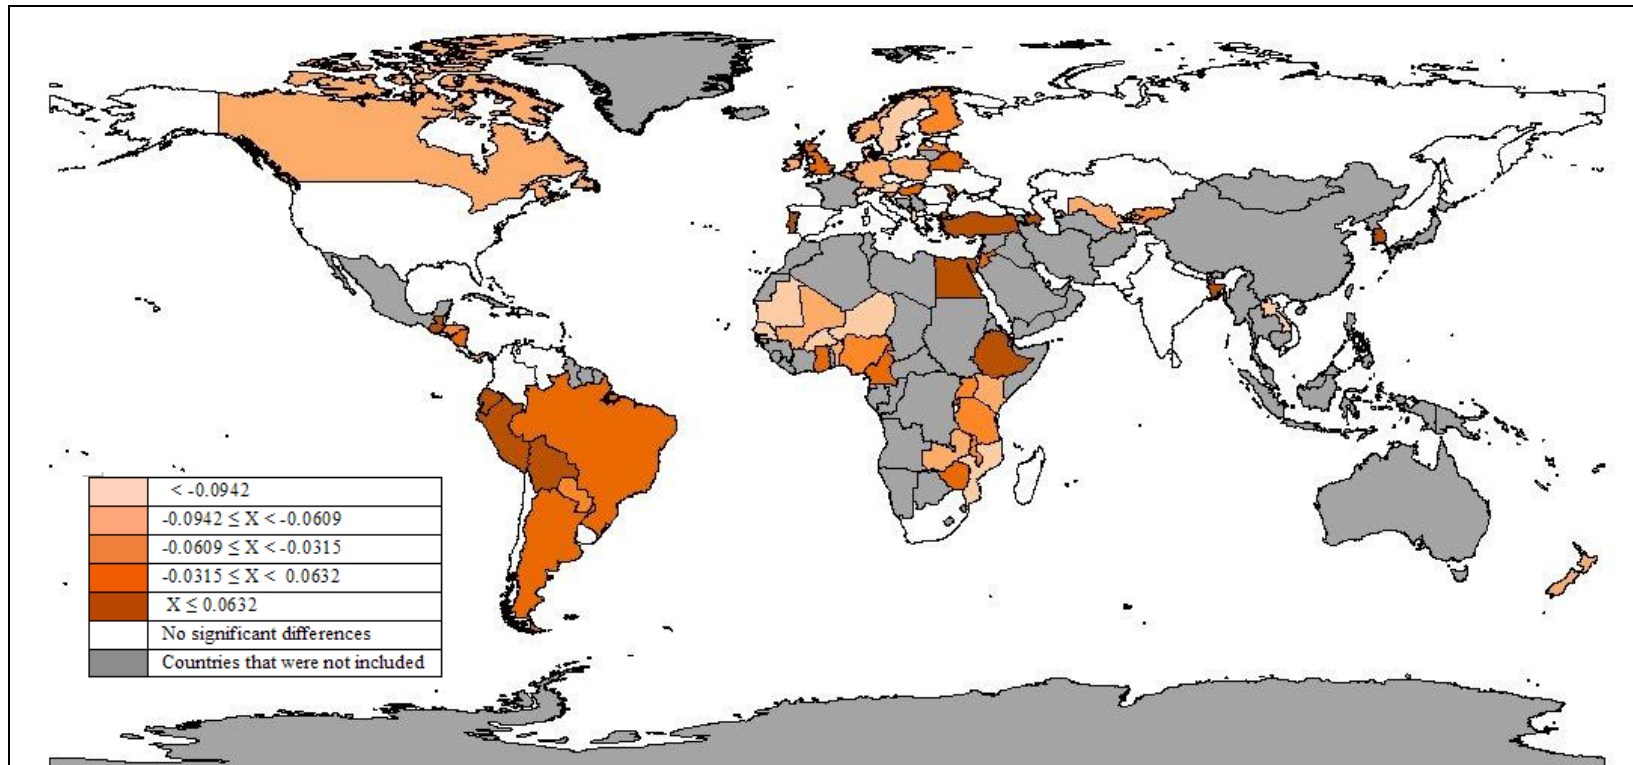 < -0.0942
-0.0942 ≤ X < -0.0609
-0.0609 ≤ X < -0.0315
-0.0315 ≤ X < 0.0632
X ≤ 0.0632
No significant differences
Countries that were not included